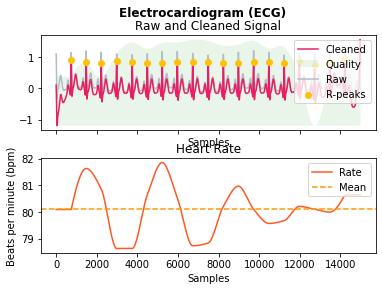 Electrocardiogram (ECG)
Raw and Cleaned Signal
1
0
−1
Cleaned
Quality
Raw
R-peaks
Samples
Heart Rate
Beats per minute (bpm)
82
81
80
79
Rate
Mean
0 2000 4000 6000 8000 10000 12000 14000
Samples